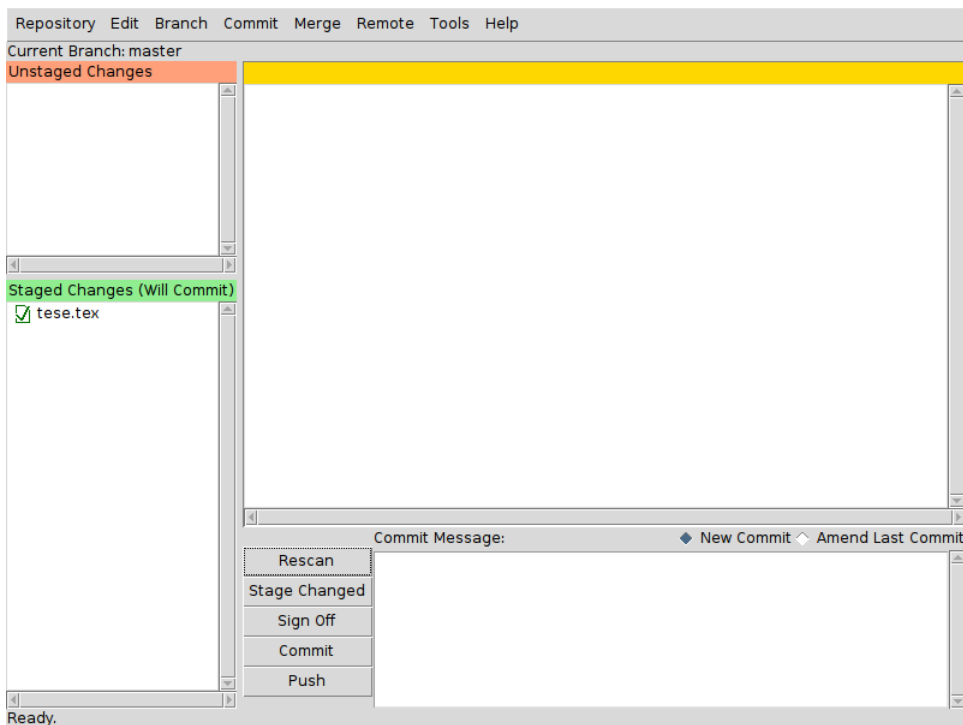 Repository Edit Branch Commit Merge Remote Tools Help
Current Branch: master
Unstaged Changes
Staged Changes (Will Commit)
tese.tex
Commit Message: New Commit Amend Last Commit
Rescan
Stage Changed
Sign Off
Commit
Push
Ready.